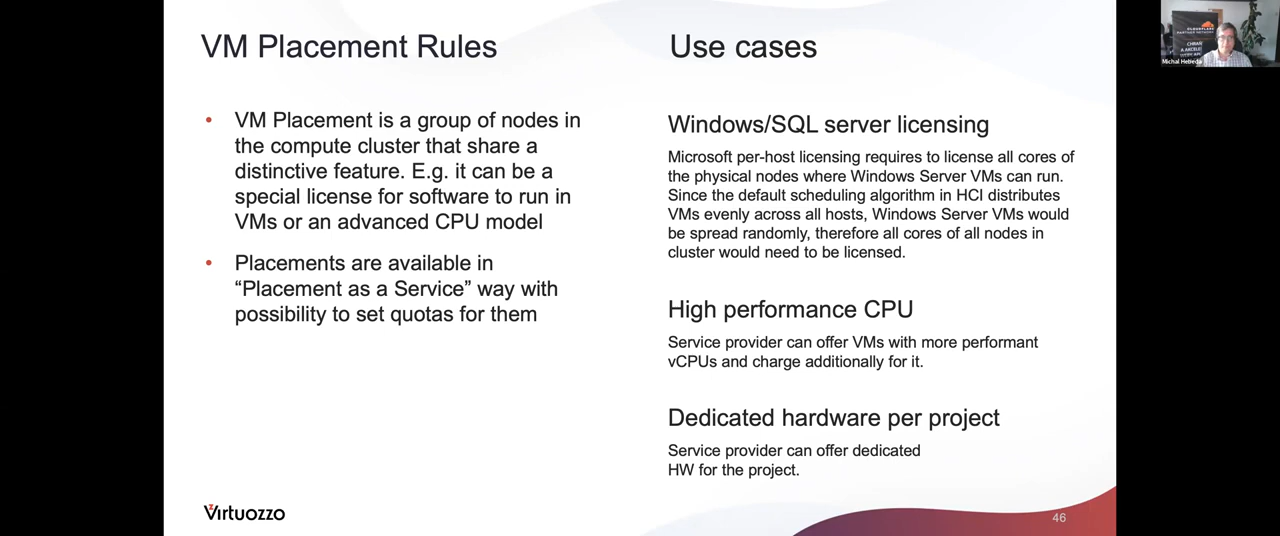 VM Placement Rules
• VM Placement is a group of nodes in
the compute cluster that share a
distinctive feature. E.g. it can be a
special license for software to run in
VMs or an advanced CPU model
• Placements are available in
“Placement as a Service” way with
possibility to set quotas for them
Use cases
Windows/SQL server licensing
Microsoft per-host licensing requires to license all cores of
the physical nodes where Windows Server VMs can run.
Since the default scheduling algorithm in HCI distributes
VMs evenly across all hosts, Windows Server VMs would
be spread randomly, therefore all cores of all nodes in
cluster would need to be licensed.
High performance CPU
Service provider can offer VMs with more performant
vCPUs and charge additionally for it.
Dedicated hardware per project
Service provider can offer dedicated
HW for the project.
Virtuozzo
46
CLOUDFLARE
PARTNER NETWORK
Michal Hebeda